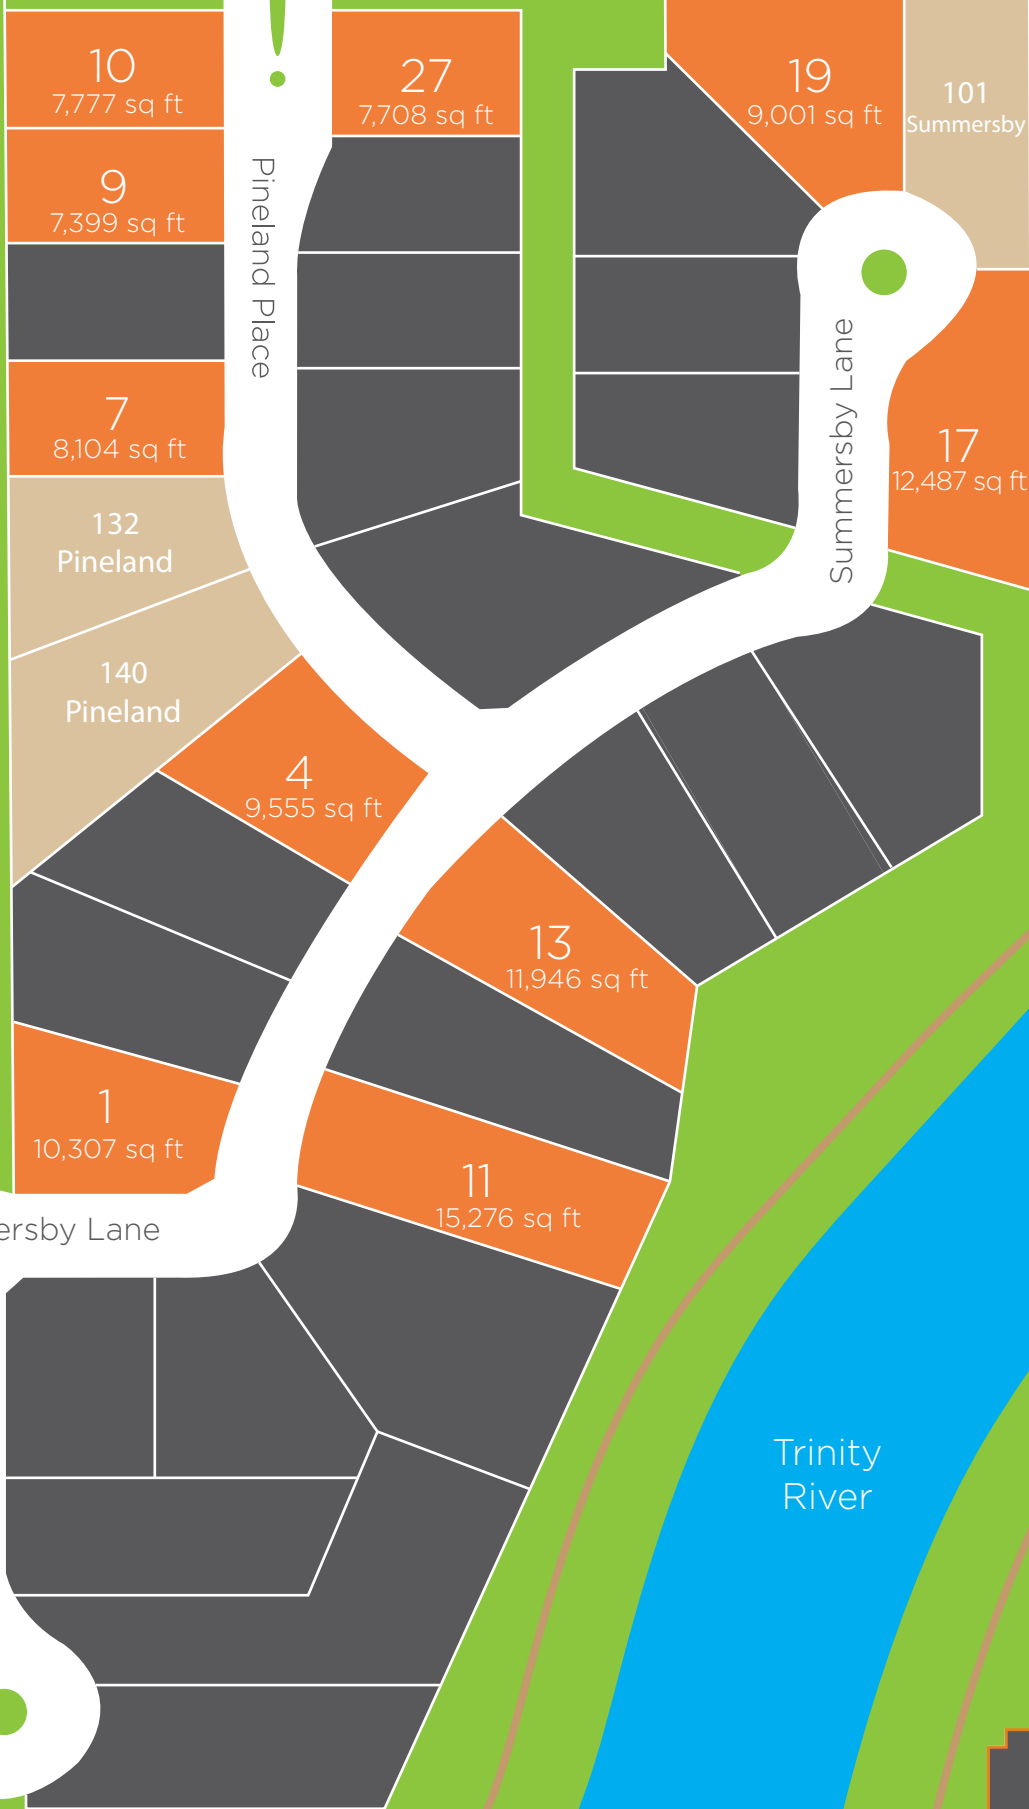 10
7,777 sq ft
27
7,708 sq ft
19
9,001 sq ft
101
Summersby
9
7,399 sq ft
Pineland Place
7
8,104 sq ft
Summersby Lane
17
12,487 sq ft
132
Pineland
140
Pineland
4
9,555 sq ft
13
11,946 sq ft
1
10,307 sq ft
11
15,276 sq ft
ersby Lane
Trinity
River